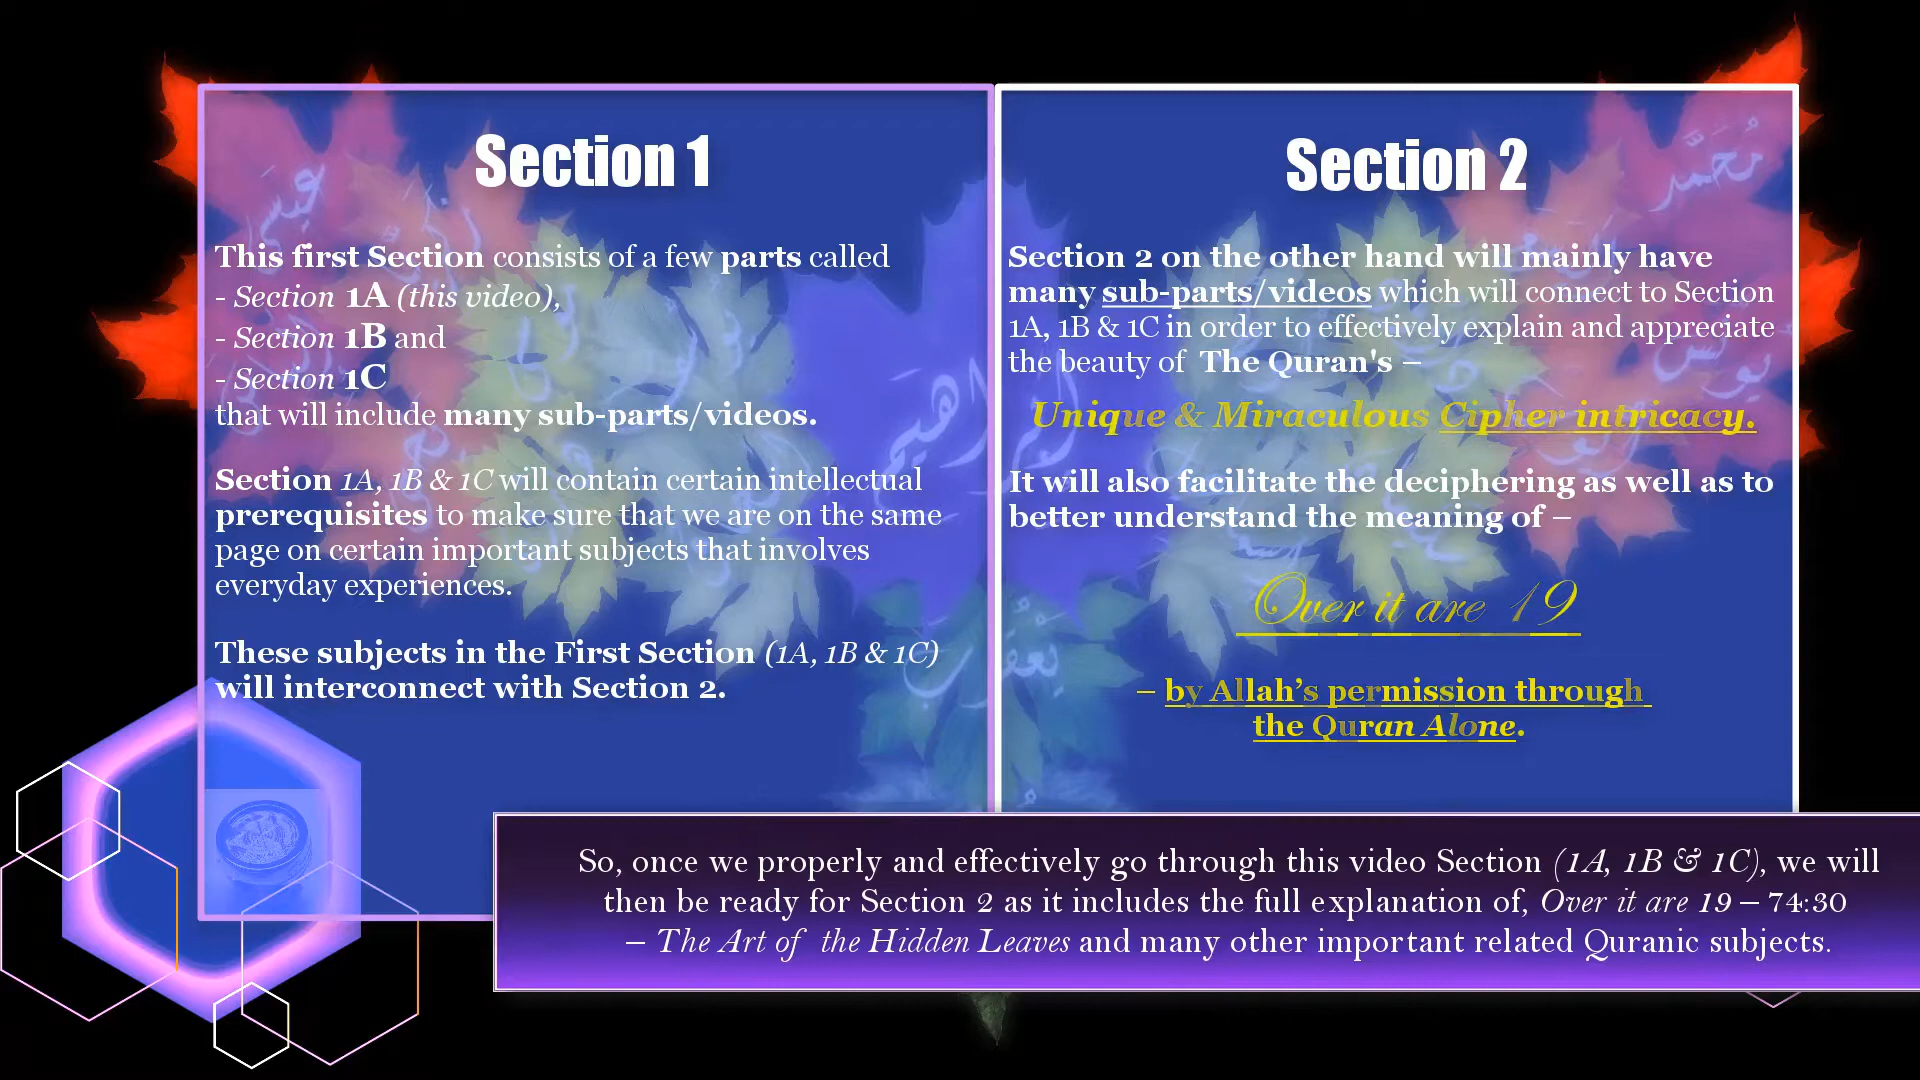 Section 1
This first Section consists of a few parts called
- Section 1A (this video),
- Section 1B and
- Section 1C
that will include many sub-parts/videos.
Section 1A, 1B & 1C will contain certain intellectual
prerequisites to make sure that we are on the same
page on certain important subjects that involves
everyday experiences.
These subjects in the First Section (1A, 1B & 1C)
will interconnect with Section 2.
Section 2
Section 2 on the other hand will mainly have
many sub-parts/videos which will connect to Section
1A, 1B & 1C in order to effectively explain and appreciate
the beauty of The Quran's –
Unique & Miraculous Cipher intricacy.
It will also facilitate the deciphering as well as to
better understand the meaning of –
Over it are 19
– by Allah’s permission through
the Quran Alone.
محمد
إبراهيم
So, once we properly and effectively go through this video Section (1A, 1B & 1C), we will
then be ready for Section 2 as it includes the full explanation of, Over it are 19 – 74:30
– The Art of the Hidden Leaves and many other important related Quranic subjects.